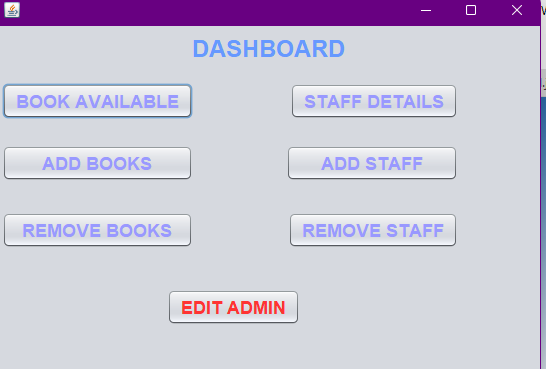 DASHBOARD
BOOK AVAILABLE
STAFF DETAILS
ADD BOOKS
ADD STAFF
REMOVE BOOKS
REMOVE STAFF
EDIT ADMIN